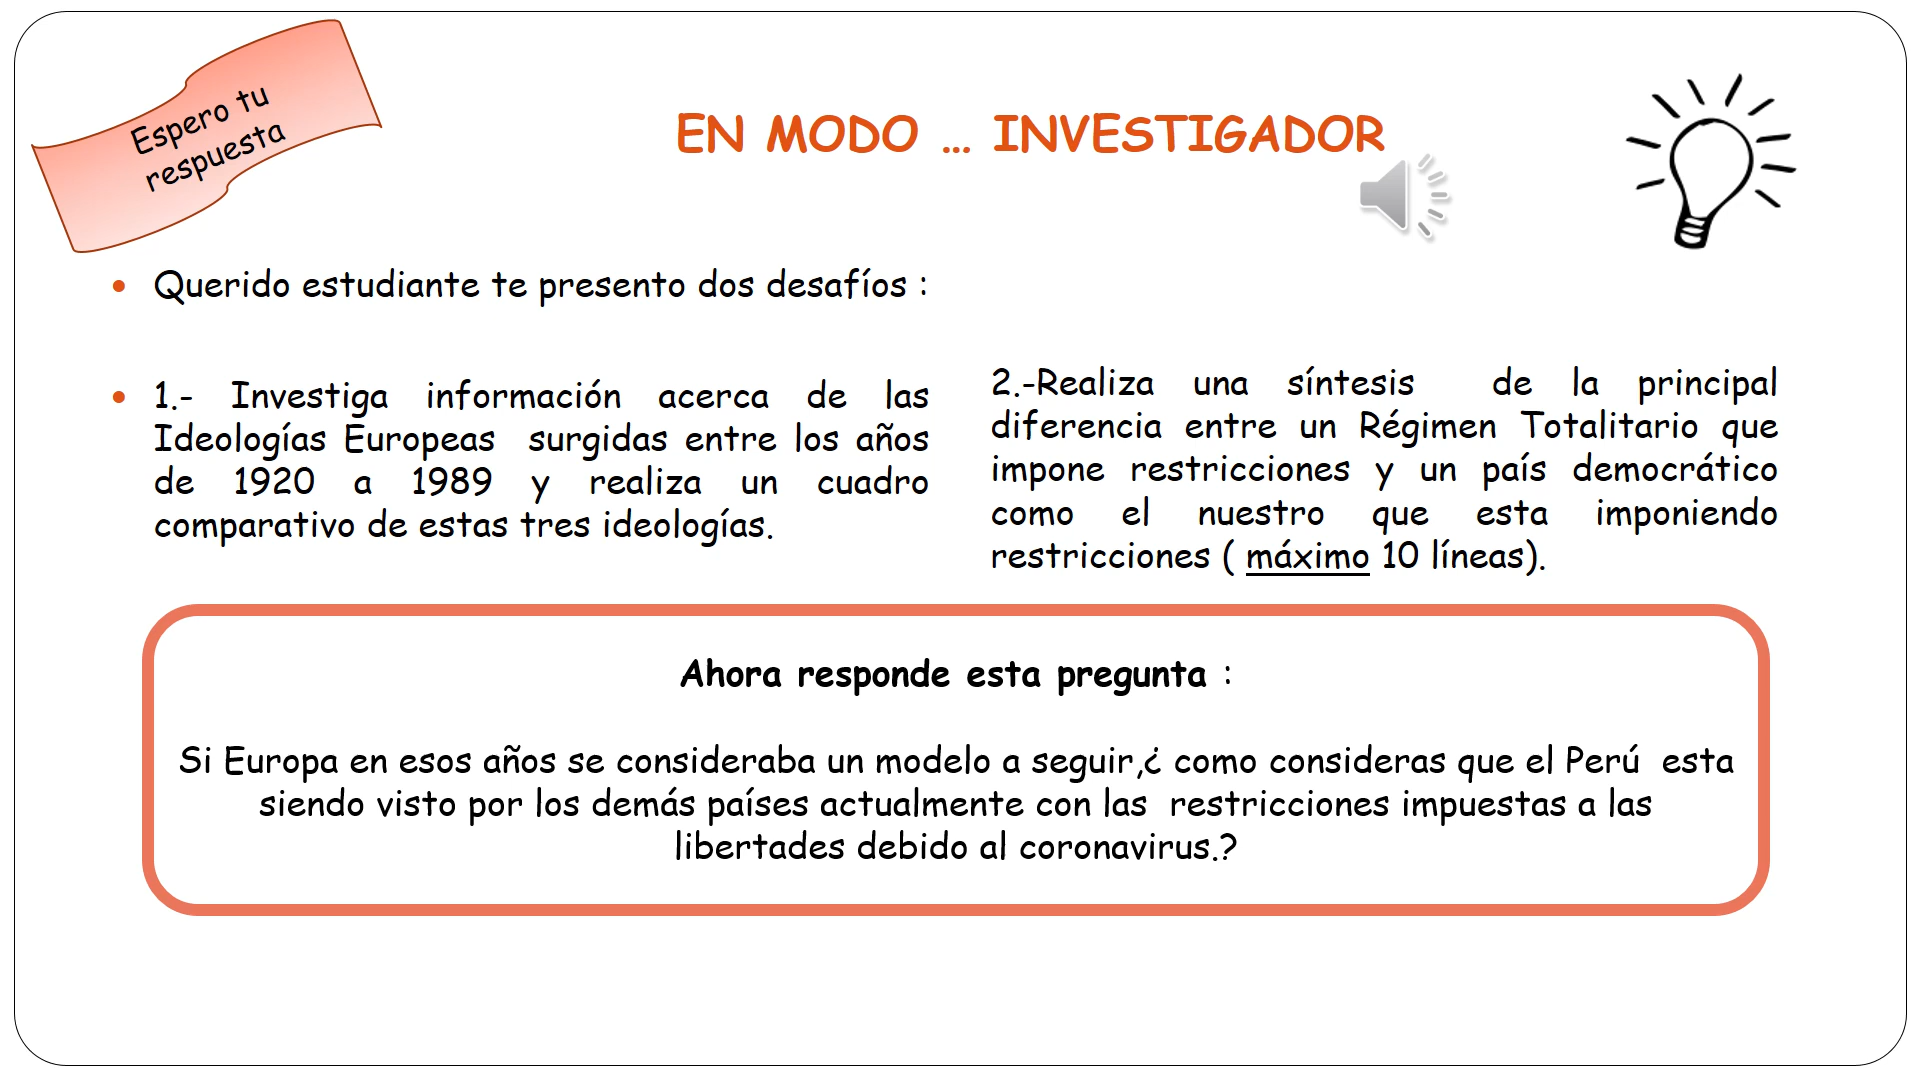 Espero tu
respuesta
EN MODO ... INVESTIGADOR
Querido estudiante te presento dos desafíos :
1.- Investiga información acerca de las
Ideologías Europeas surgidas entre los años
de 1920 a 1989 y realiza un cuadro
comparativo de estas tres ideologías.
2.-Realiza una síntesis de la principal
diferencia entre un Régimen Totalitario que
impone restricciones y un país democrático
como el nuestro que esta imponiendo
restricciones ( máximo 10 líneas).
Ahora responde esta pregunta :
Si Europa en esos años se consideraba un modelo a seguir,¿ como consideras que el Perú esta
siendo visto por los demás países actualmente con las restricciones impuestas a las
libertades debido al coronavirus.?